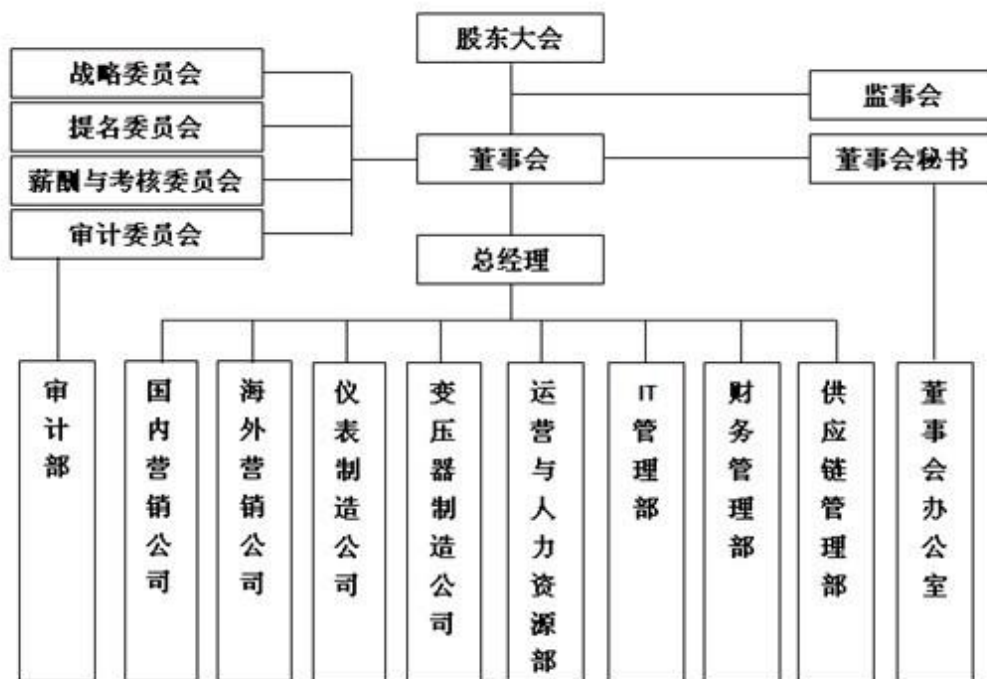 股东大会
战略委员会
监事会
提名委员会
董事会
董事会秘书
薪酬与考核委员会
审计委员会
总经理
审计部
国内营销公司
海外营销公司
仪表制造公司
变压器制造公司
运营与人力资源部
IT管理部
财务管理部
供应链管理部
董事会办公室